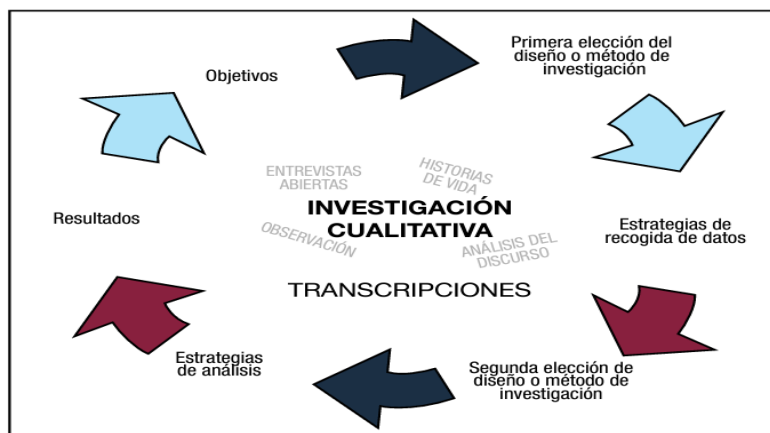 Objetivos
Primera elección del
diseño o método de
investigación
ENTREVISTAS
ABIERTAS
HISTORIAS
DE VIDA
Resultados
INVESTIGACIÓN
CUALITATIVA
OBSERVACIÓN
ANÁLISIS DEL
DISCURSO
Estrategias de
recogida de datos
TRANSCRIPCIONES
Estrategias
de análisis
Segunda elección de
diseño o método de
investigación